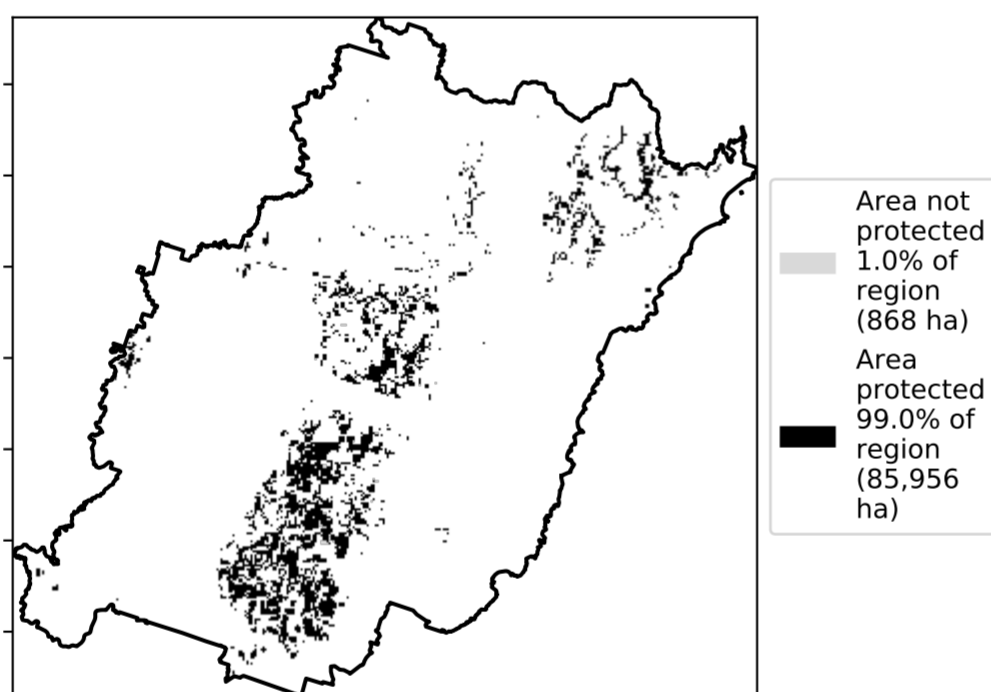 Area not
protected
1.0% of
region
(868 ha)
Area
protected
99.0% of
region
(85,956
ha)